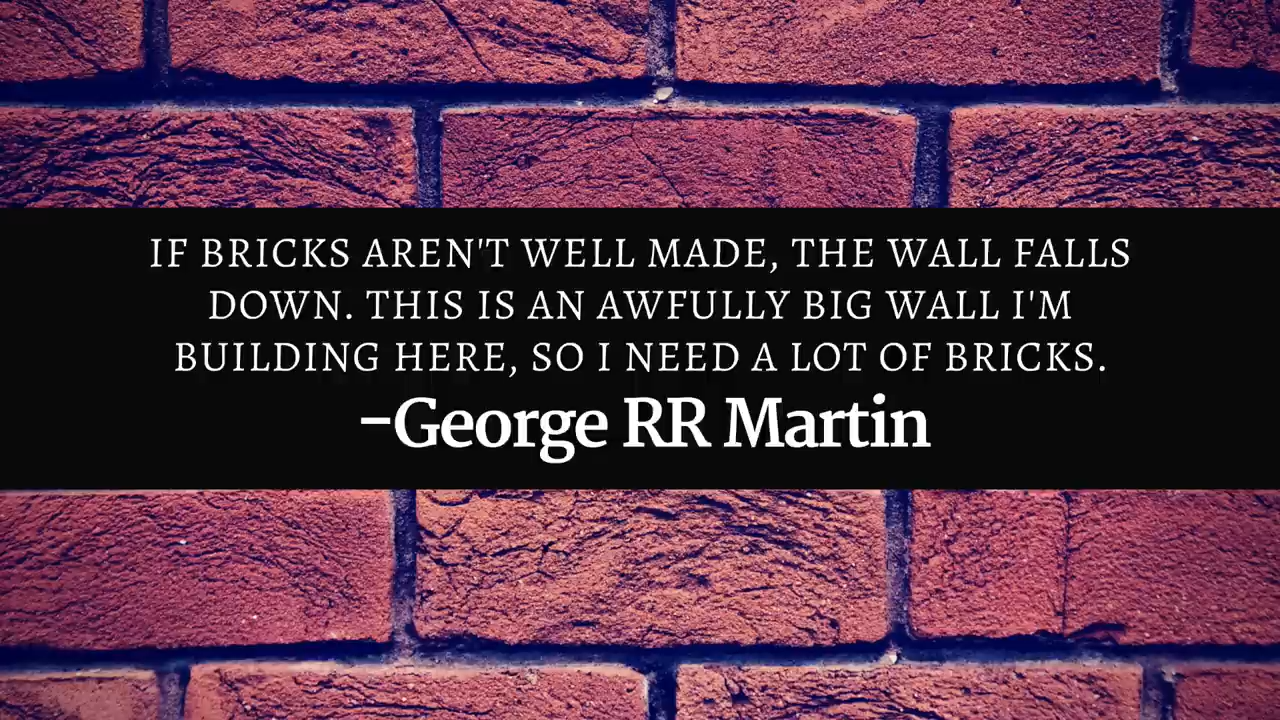 IF BRICKS AREN'T WELL MADE, THE WALL FALLS
DOWN. THIS IS AN AWFULLY BIG WALL I'M
BUILDING HERE, SO I NEED A LOT OF BRICKS.
-George RR Martin